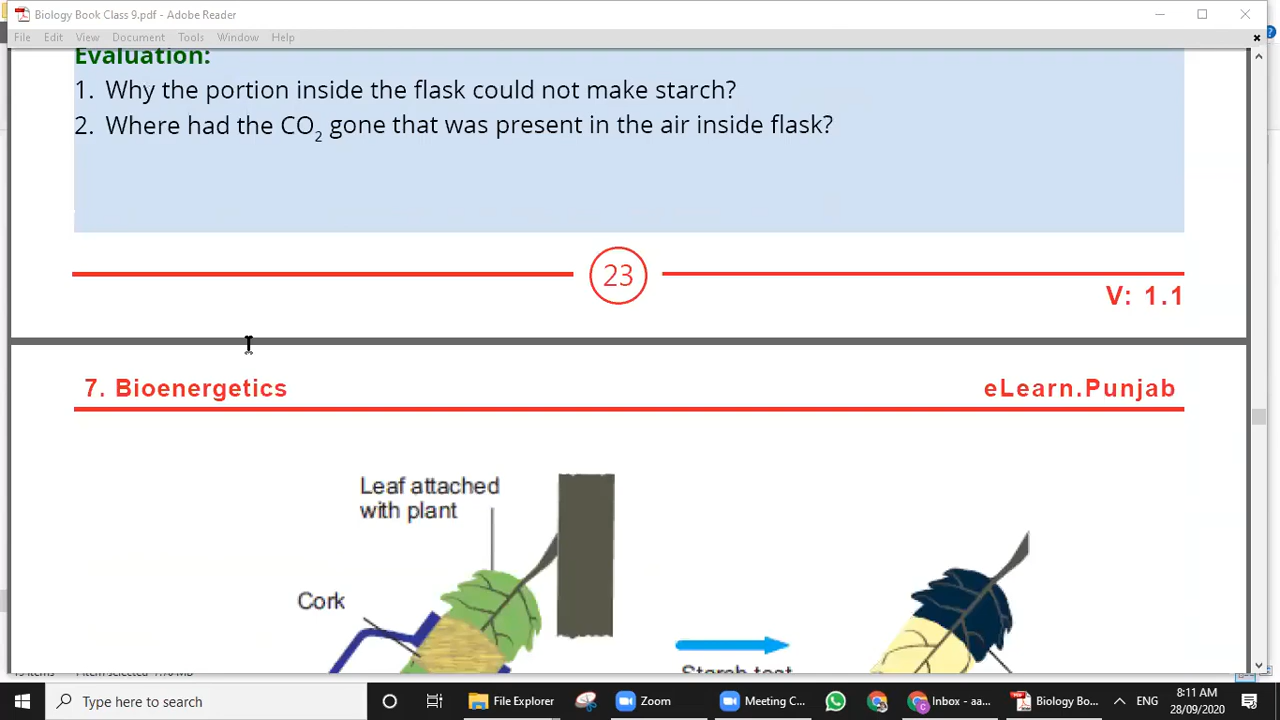 Biology Book Class 9.pdf - Adobe Reader
File Edit View Document Tools Window Help
Evaluation:
1. Why the portion inside the flask could not make starch?
2. Where had the CO2 gone that was present in the air inside flask?
23
V: 1.1
7. Bioenergetics eLearn.Punjab
Leaf attached
with plant
Cork
Starch test
Type here to search
File Explorer
Zoom
Meeting C...
Inbox - aa...
Biology Bo...
ENG
8:11 AM
28/09/2020